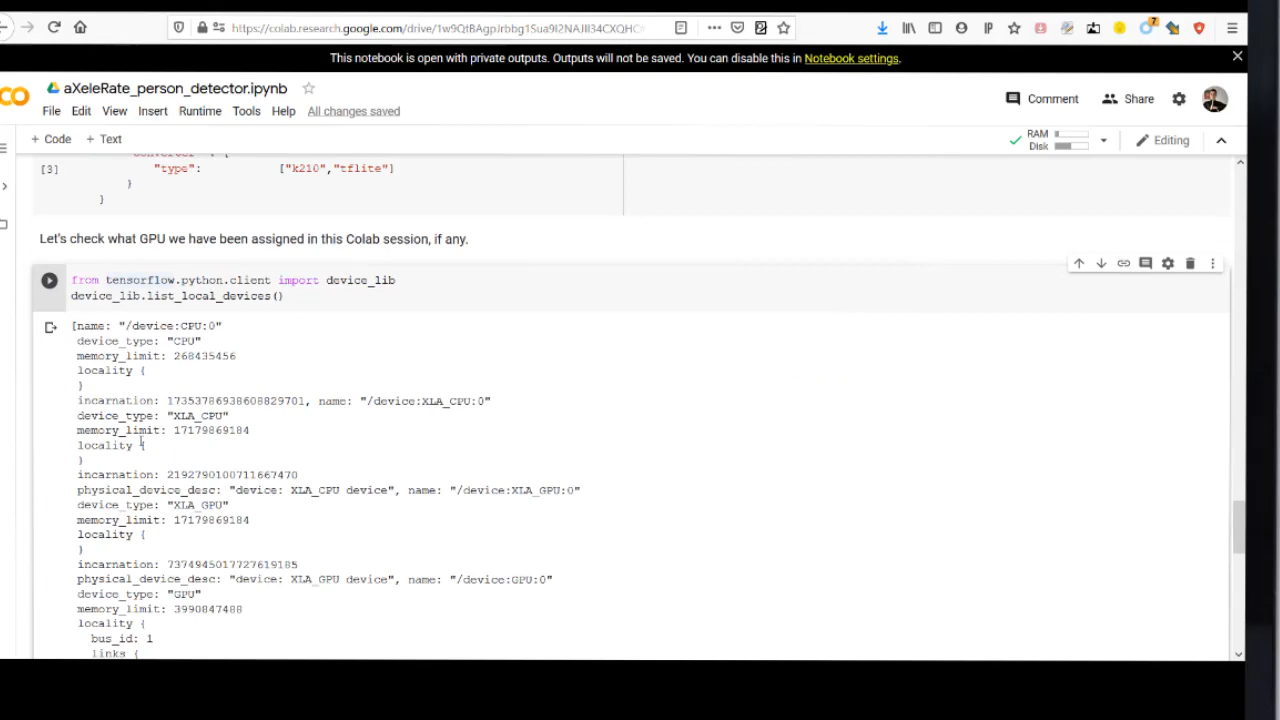 https://colab.research.google.com/drive/1w9QtBAgpJrbbg1Sua9l2NAJlI34CXQHC
7
This notebook is open with private outputs. Outputs will not be saved. You can disable this in Notebook settings.
aXeleRate_person_detector.ipynb
File Edit View Insert Runtime Tools Help All changes saved
Comment Share
+ Code + Text
RAM
Disk
Editing
"converter" : {
[3] "type": ["k210","tflite"]
}
}
Let's check what GPU we have been assigned in this Colab session, if any.
from tensorflow.python.client import device_lib
device_lib.list_local_devices()
[name: "/device:CPU:0"
device_type: "CPU"
memory_limit: 268435456
locality {
}
incarnation: 17353786938608829701, name: "/device:XLA_CPU:0"
device_type: "XLA_CPU"
memory_limit: 17179869184
locality {
}
incarnation: 2192790100711667470
physical_device_desc: "device: XLA_CPU device", name: "/device:XLA_GPU:0"
device_type: "XLA_GPU"
memory_limit: 17179869184
locality {
}
incarnation: 7374945017727619185
physical_device_desc: "device: XLA_GPU device", name: "/device:GPU:0"
device_type: "GPU"
memory_limit: 3990847488
locality {
bus_id: 1
links {